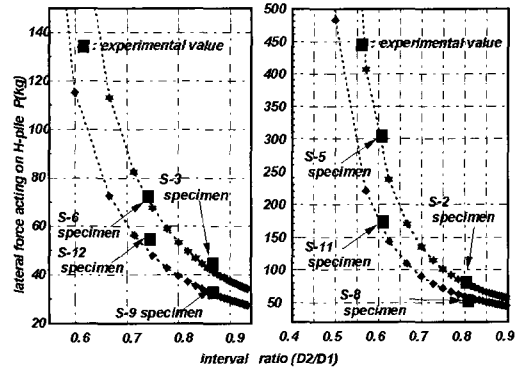 lateral force acting on H-pile P(kg)
140
120
100
80
60
40
20
: experimental value
S-3
specimen
S-6
specimen
S-12
specimen
S-9 specimen
0.6
0.7
0.8
0.9
500
450
400
350
300
250
200
150
100
50
: experimental value
S-5
specimen
S-2
specimen
S-11
specimen
S-8
specimen
0.4
0.5
0.6
0.7
0.8
0.9
interval ratio (D2/D1)